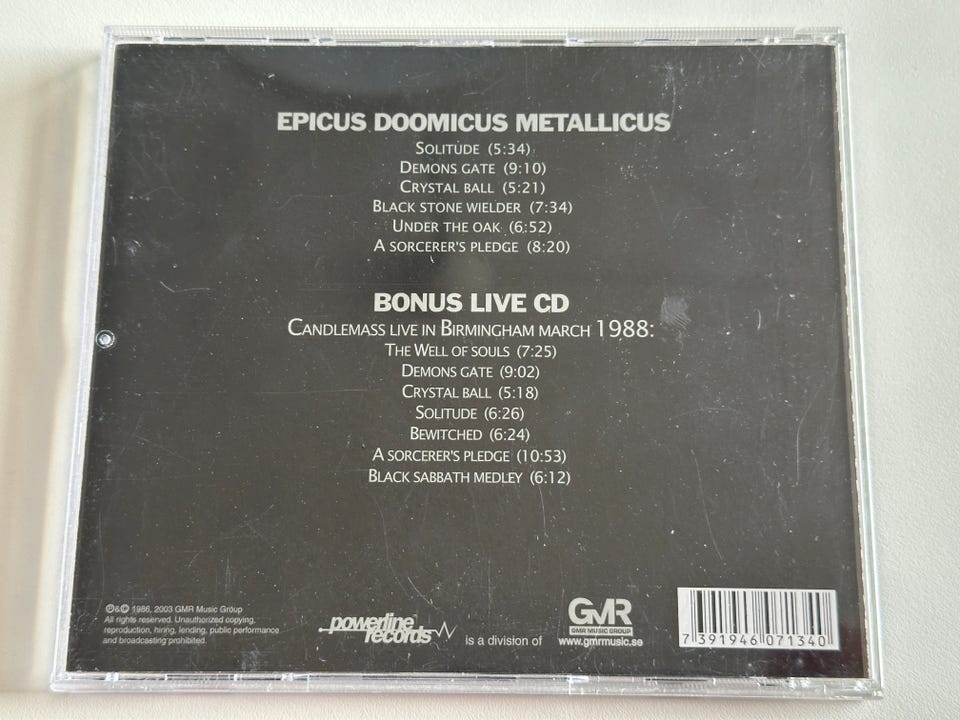 EPICUS DOOMICUS METALLICUS
SOLITUDE (5:34)
DEMONS GATE (9:10)
CRYSTAL BALL (5:21)
BLACK STONE WIELDER (7:34)
UNDER THE OAK (6:52)
A SORCERER'S PLEDGE (8:20)
BONUS LIVE CD
CANDLEMASS LIVE IN BIRMINGHAM MARCH 1988:
THE WELL OF SOULS (7:25)
DEMONS GATE (9:02)
CRYSTAL BALL (5:18)
SOLITUDE (6:26)
BEWITCHED (6:24)
A SORCERER'S PLEDGE (10:53)
BLACK SABBATH MEDLEY (6:12)
℗&© 1986, 2003 GMR Music Group
All rights reserved. Unauthorized copying,
reproduction, hiring, lending, public performance
and broadcasting prohibited.
powerline
records
is a division of
GMR
GMR MUSIC GROUP
www.gmrmusic.se
7 391946 071340